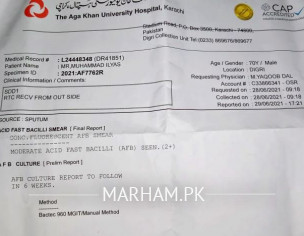 The Aga Khan University Hospital, Karachi
Stadium Road, P.O. Box 3500, Karachi - 74800,
Pakistan
Digri Collection Unit Tel (0233) 869676/869677
CAP
ACCREDITED
Medical Record # : L24448348 (OR41851)
Patient Name : MR.MUHAMMAD ILYAS
Specimen ID : 2021:AF7762R
Clinical Information / Comments
Age / Gender : 70Y / Male
Location : DIGRI
Requesting Physician : M.YAQOOB DAL
Account # : C33666341 - OR
Requested on : 28/06/2021 - 09:18
Collected on : 28/06/2021 - 09:18
Reported on : 29/06/2021 - 17:21
SDD1
RTC RECV FROM OUT SIDE
SOURCE: SPUTUM
ACID FAST BACILLI SMEAR [ Final Report ]
CONC. FLUORESCENT AFB SMEAR
MODERATE ACID FAST BACILLI (AFB) SEEN.(2+)
A F B CULTURE [ Prelim Report ]
AFB CULTURE REPORT TO FOLLOW
IN 6 WEEKS.
MARHAM.PK
Method
Bactec 960 MGIT/Manual Method